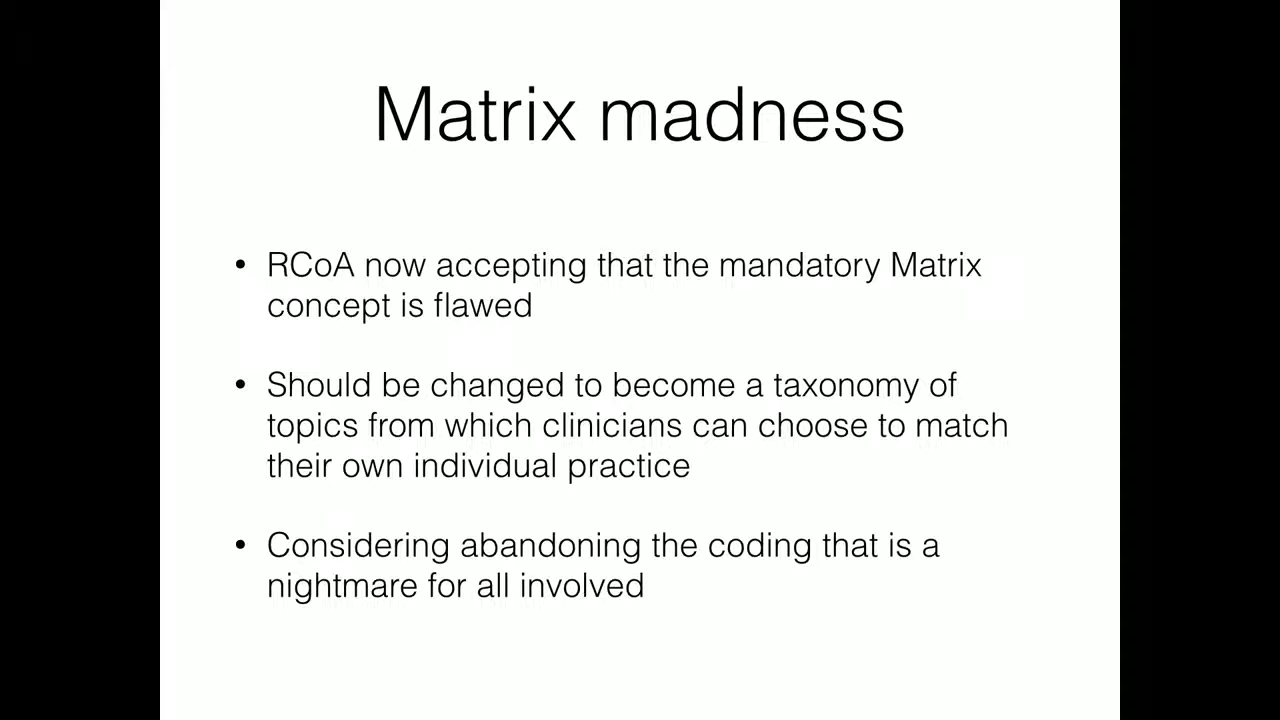 Matrix madness
• RCoA now accepting that the mandatory Matrix
concept is flawed
• Should be changed to become a taxonomy of
topics from which clinicians can choose to match
their own individual practice
• Considering abandoning the coding that is a
nightmare for all involved